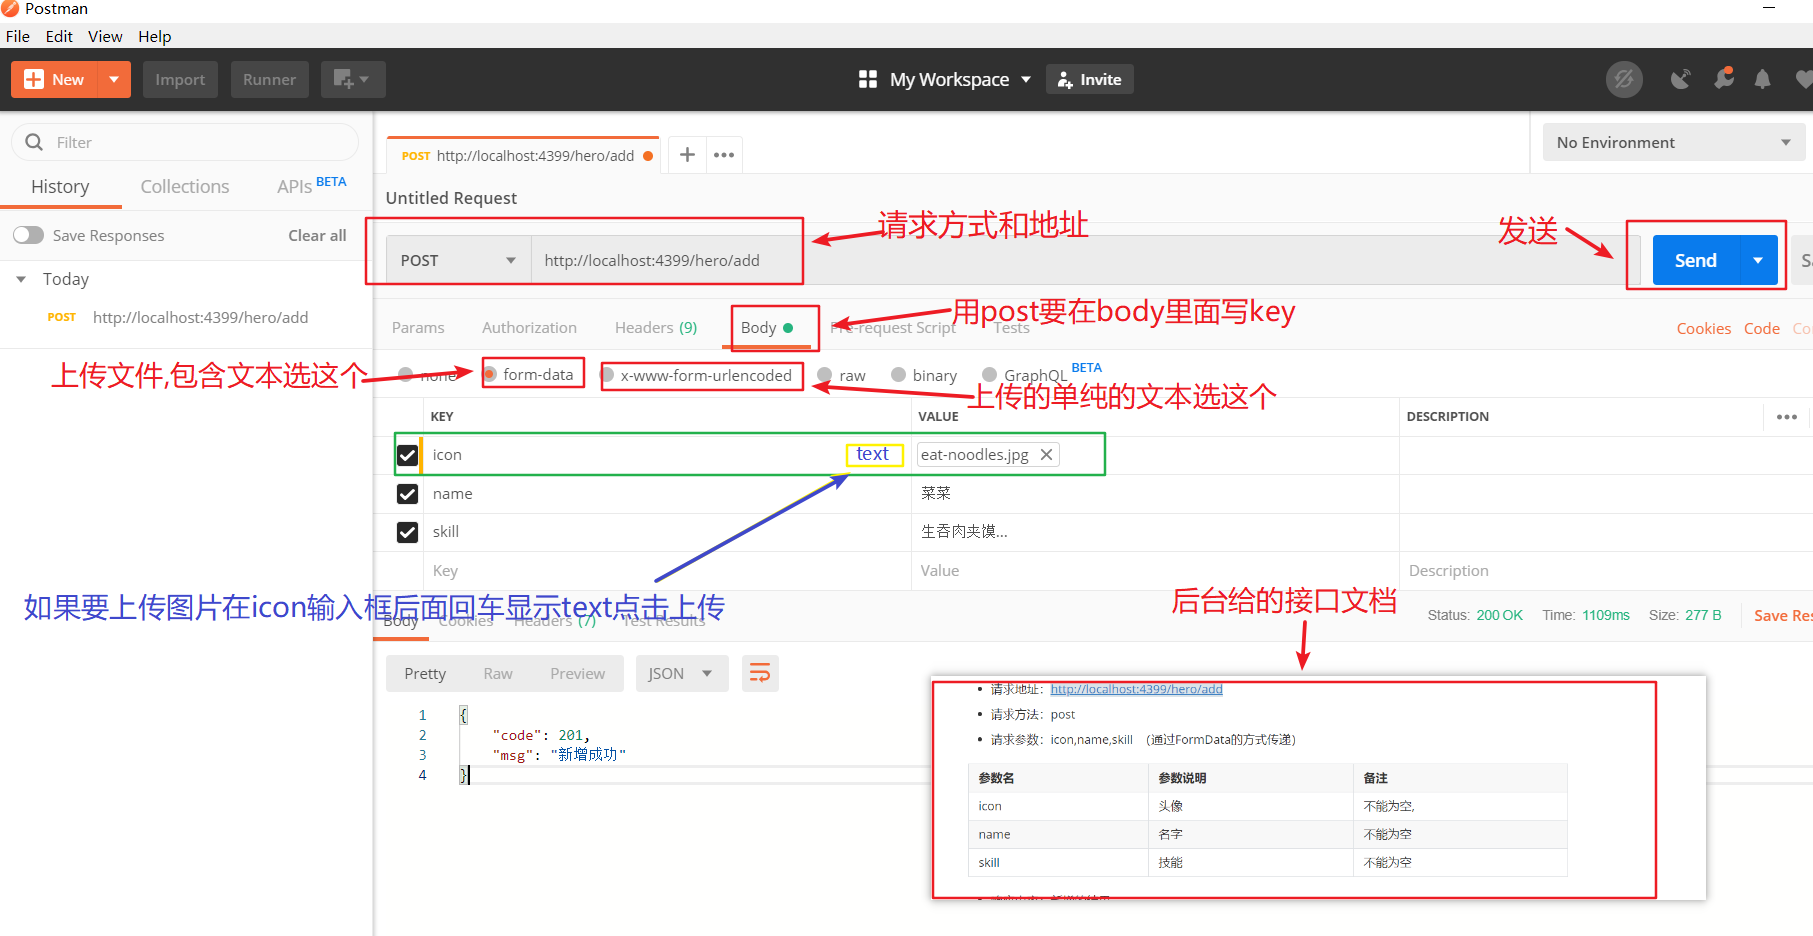 Postman
File Edit View Help
New Import Runner My Workspace Invite
Filter
POST http://localhost:4399/hero/add
No Environment
History Collections APIs BETA
Untitled Request
请求方式和地址
发送
Save Responses Clear all
POST http://localhost:4399/hero/add Send
Today
POST http://localhost:4399/hero/add
用post要在body里面写key
Params Authorization Headers (9) Body Pre-request Script Tests Cookies Code
上传文件,包含文本选这个
none form-data x-www-form-urlencoded raw binary GraphQL BETA
上传的单纯的文本选这个
KEY VALUE DESCRIPTION
icon text eat-noodles.jpg
name 菜菜
skill 生吞肉夹馍...
Key Value Description
如果要上传图片在icon输入框后面回车显示text点击上传
后台给的接口文档
Body Cookies Headers (7) Test Results Status: 200 OK Time: 1109ms Size: 277 B Save Res
Pretty Raw Preview JSON
1 {
2 "code": 201,
3 "msg": "新增成功"
4 }
请求地址：http://localhost:4399/hero/add
请求方法：post
请求参数：icon,name,skill （通过FormData的方式传递）
参数名 参数说明 备注
icon 头像 不能为空,
name 名字 不能为空
skill 技能 不能为空